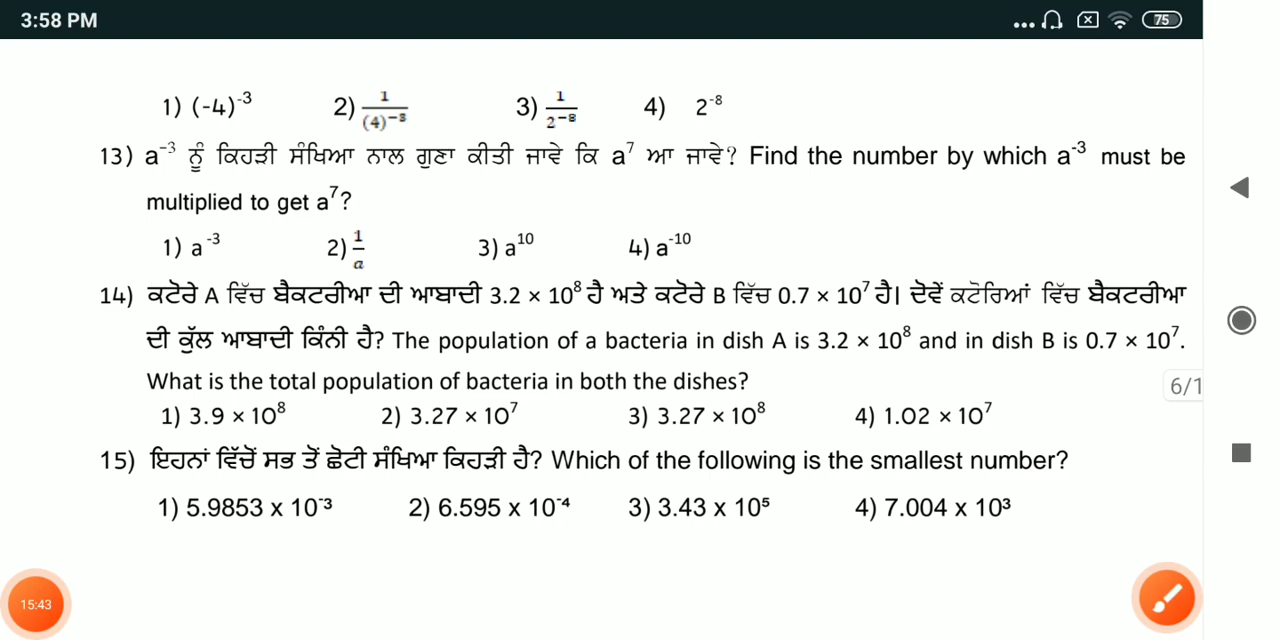 3:58 PM
75
1) (-4)⁻³ 2) 1/(4)⁻⁸ 3) 1/2⁻⁸ 4) 2⁻⁸
13) a⁻³ ਨੂੰ ਕਿਹੜੀ ਸੰਖਿਆ ਨਾਲ ਗੁਣਾ ਕੀਤੀ ਜਾਵੇ ਕਿ a⁷ ਆ ਜਾਵੇ? Find the number by which a⁻³ must be
multiplied to get a⁷?
1) a⁻³ 2) 1/a 3) a¹⁰ 4) a⁻¹⁰
14) ਕਟੋਰੇ A ਵਿੱਚ ਬੈਕਟਰੀਆ ਦੀ ਆਬਾਦੀ 3.2 × 10⁸ ਹੈ ਅਤੇ ਕਟੋਰੇ B ਵਿੱਚ 0.7 × 10⁷ ਹੈ। ਦੋਵੇਂ ਕਟੋਰਿਆਂ ਵਿੱਚ ਬੈਕਟਰੀਆ
ਦੀ ਕੁੱਲ ਆਬਾਦੀ ਕਿੰਨੀ ਹੈ? The population of a bacteria in dish A is 3.2 × 10⁸ and in dish B is 0.7 × 10⁷.
What is the total population of bacteria in both the dishes?
6/1
1) 3.9 × 10⁸ 2) 3.27 × 10⁷ 3) 3.27 × 10⁸ 4) 1.02 × 10⁷
15) ਇਹਨਾਂ ਵਿੱਚੋਂ ਸਭ ਤੋਂ ਛੋਟੀ ਸੰਖਿਆ ਕਿਹੜੀ ਹੈ? Which of the following is the smallest number?
1) 5.9853 x 10⁻³ 2) 6.595 x 10⁻⁴ 3) 3.43 x 10⁵ 4) 7.004 x 10³
15:43